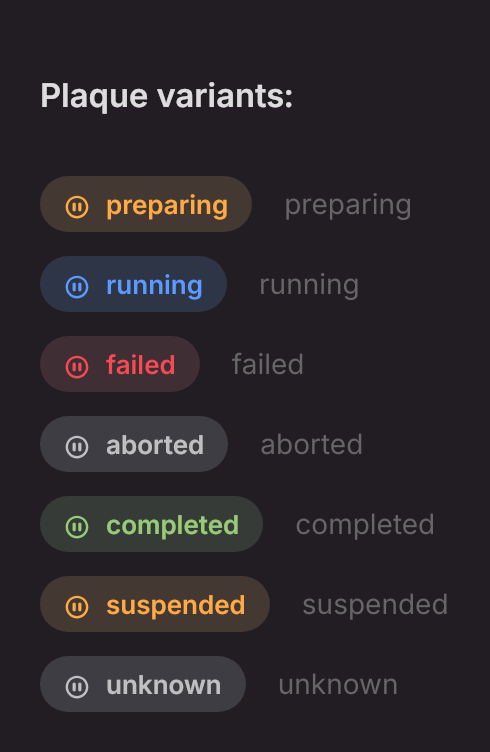 Plaque variants:
preparing preparing
running running
failed failed
aborted aborted
completed completed
suspended suspended
unknown unknown